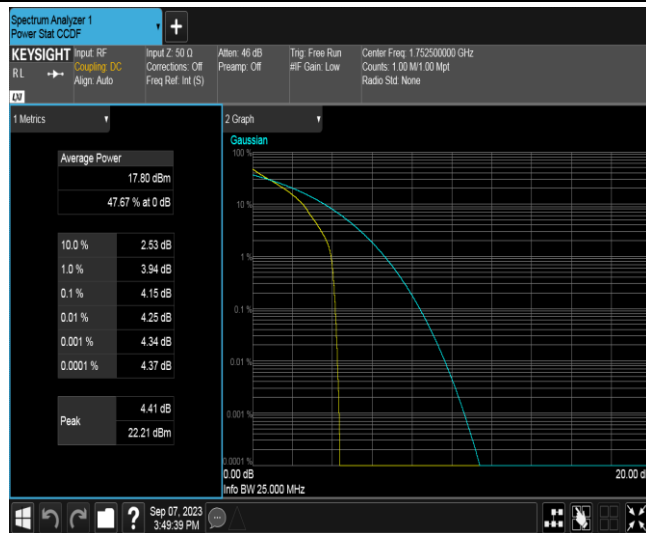 Spectrum Analyzer 1
Power Stat CCDF
KEYSIGHT
RL
Input: RF
Coupling: DC
Align: Auto
Input Z: 50 Ω
Corrections: Off
Freq Ref: Int (S)
Atten: 46 dB
Preamp: Off
Trig: Free Run
#IF Gain: Low
Center Freq: 1.752500000 GHz
Counts: 1.00 M/1.00 Mpt
Radio Std: None
LXI
1 Metrics
Average Power
17.80 dBm
47.67 % at 0 dB
10.0 % 2.53 dB
1.0 % 3.94 dB
0.1 % 4.15 dB
0.01 % 4.25 dB
0.001 % 4.34 dB
0.0001 % 4.37 dB
Peak
4.41 dB
22.21 dBm
2 Graph
Gaussian
100 %
10 %
1 %
0.1 %
0.01 %
0.001 %
0.0001 %
0.00 dB
20.00 d
Info BW 25.000 MHz
?
Sep 07, 2023
3:49:39 PM